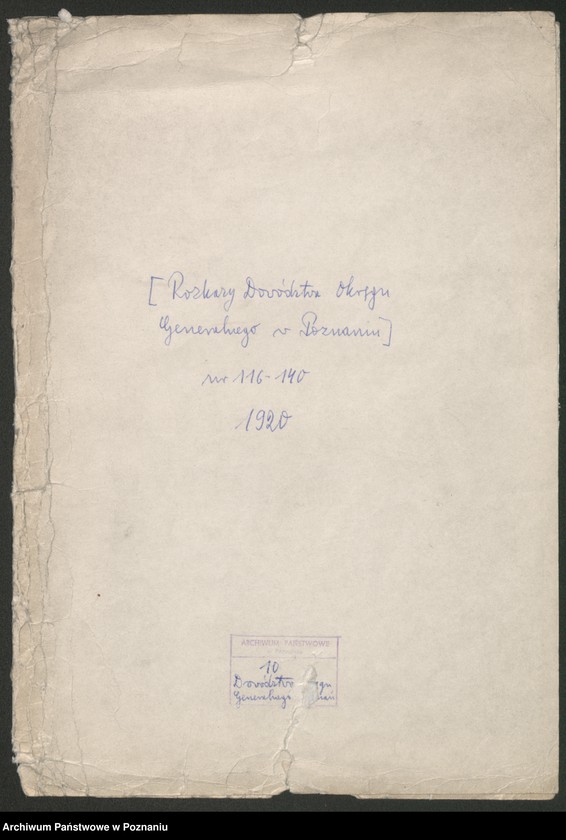 [Rozkazy Dowództwa Okręgu
Generalnego w Poznaniu]
nr 116-140
1920
ARCHIWUM PAŃSTWOWE
10
Dowództwo
Generalnego
Archiwum Państwowe w Poznaniu